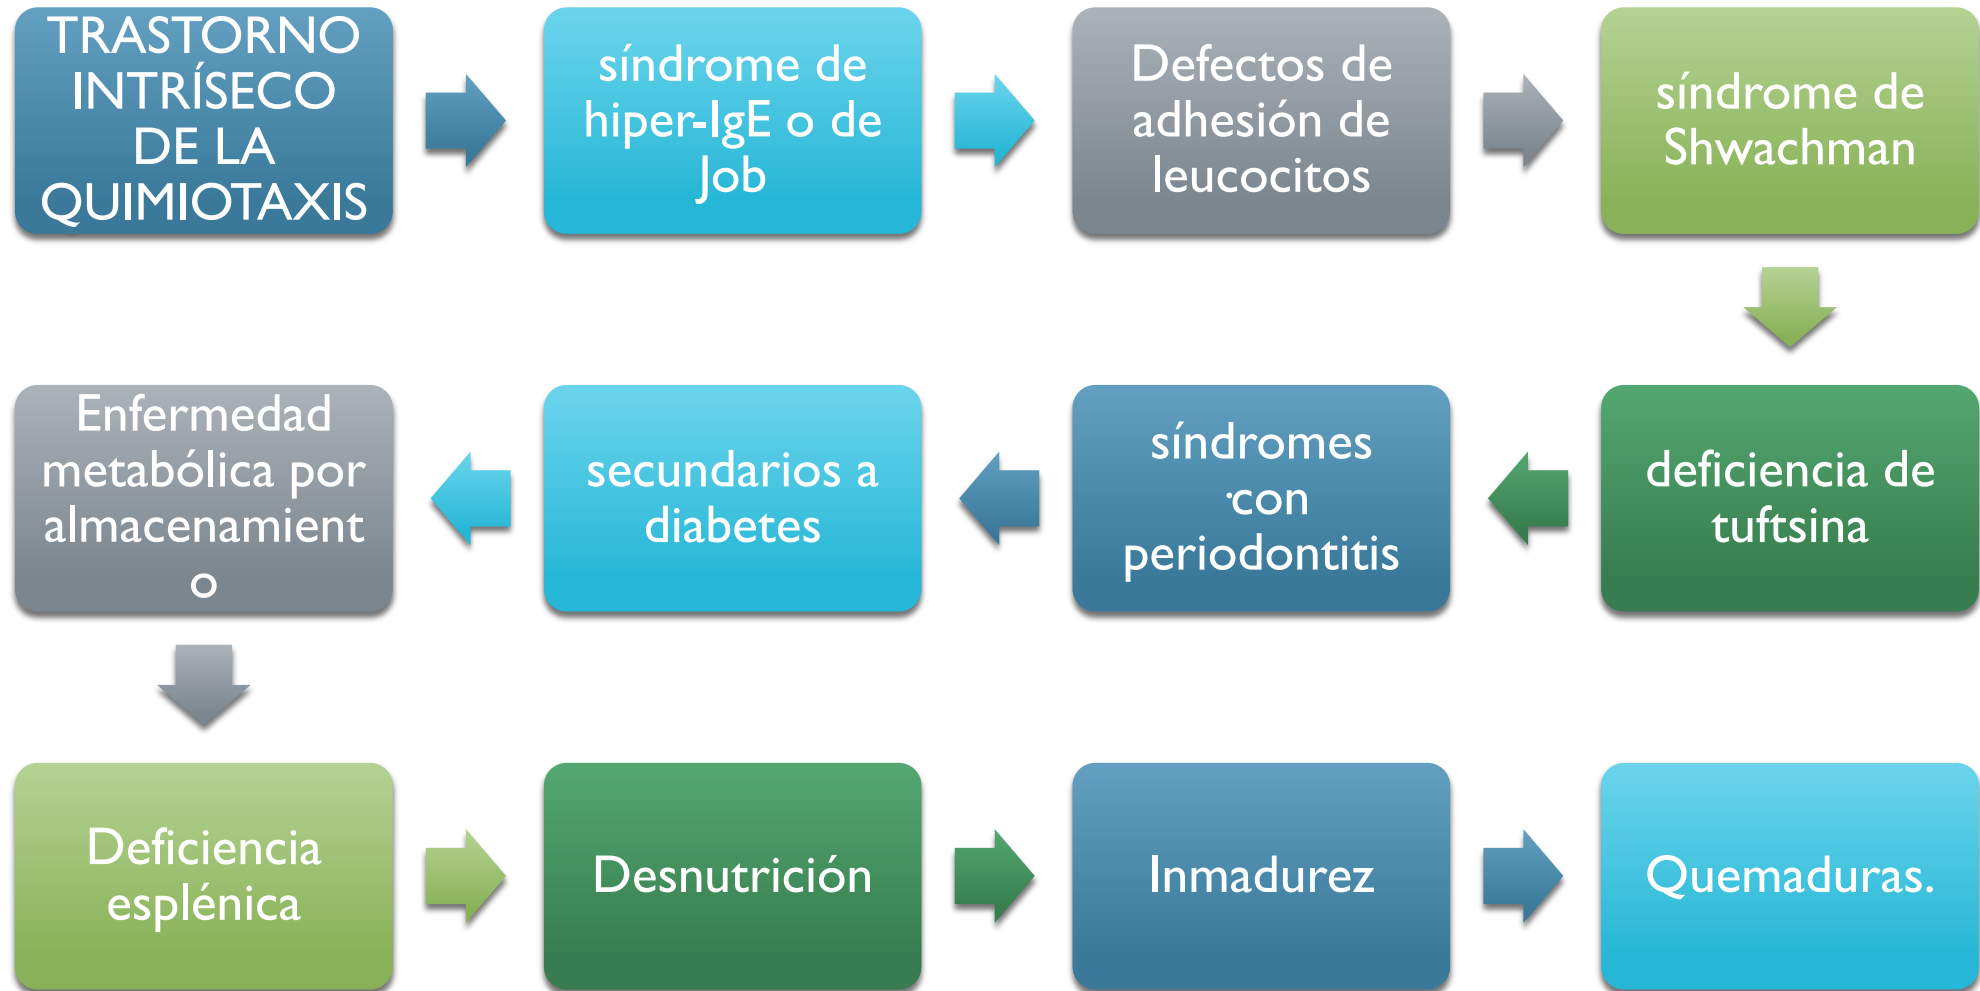 TRASTORNO
INTRÍSECO
DE LA
QUIMIOTAXIS
síndrome de
hiper-IgE o de
Job
Defectos de
adhesión de
leucocitos
síndrome de
Shwachman
deficiencia de
tuftsina
síndromes
·con
periodontitis
secundarios a
diabetes
Enfermedad
metabólica por
almacenamient
o
Deficiencia
esplénica
Desnutrición
Inmadurez
Quemaduras.